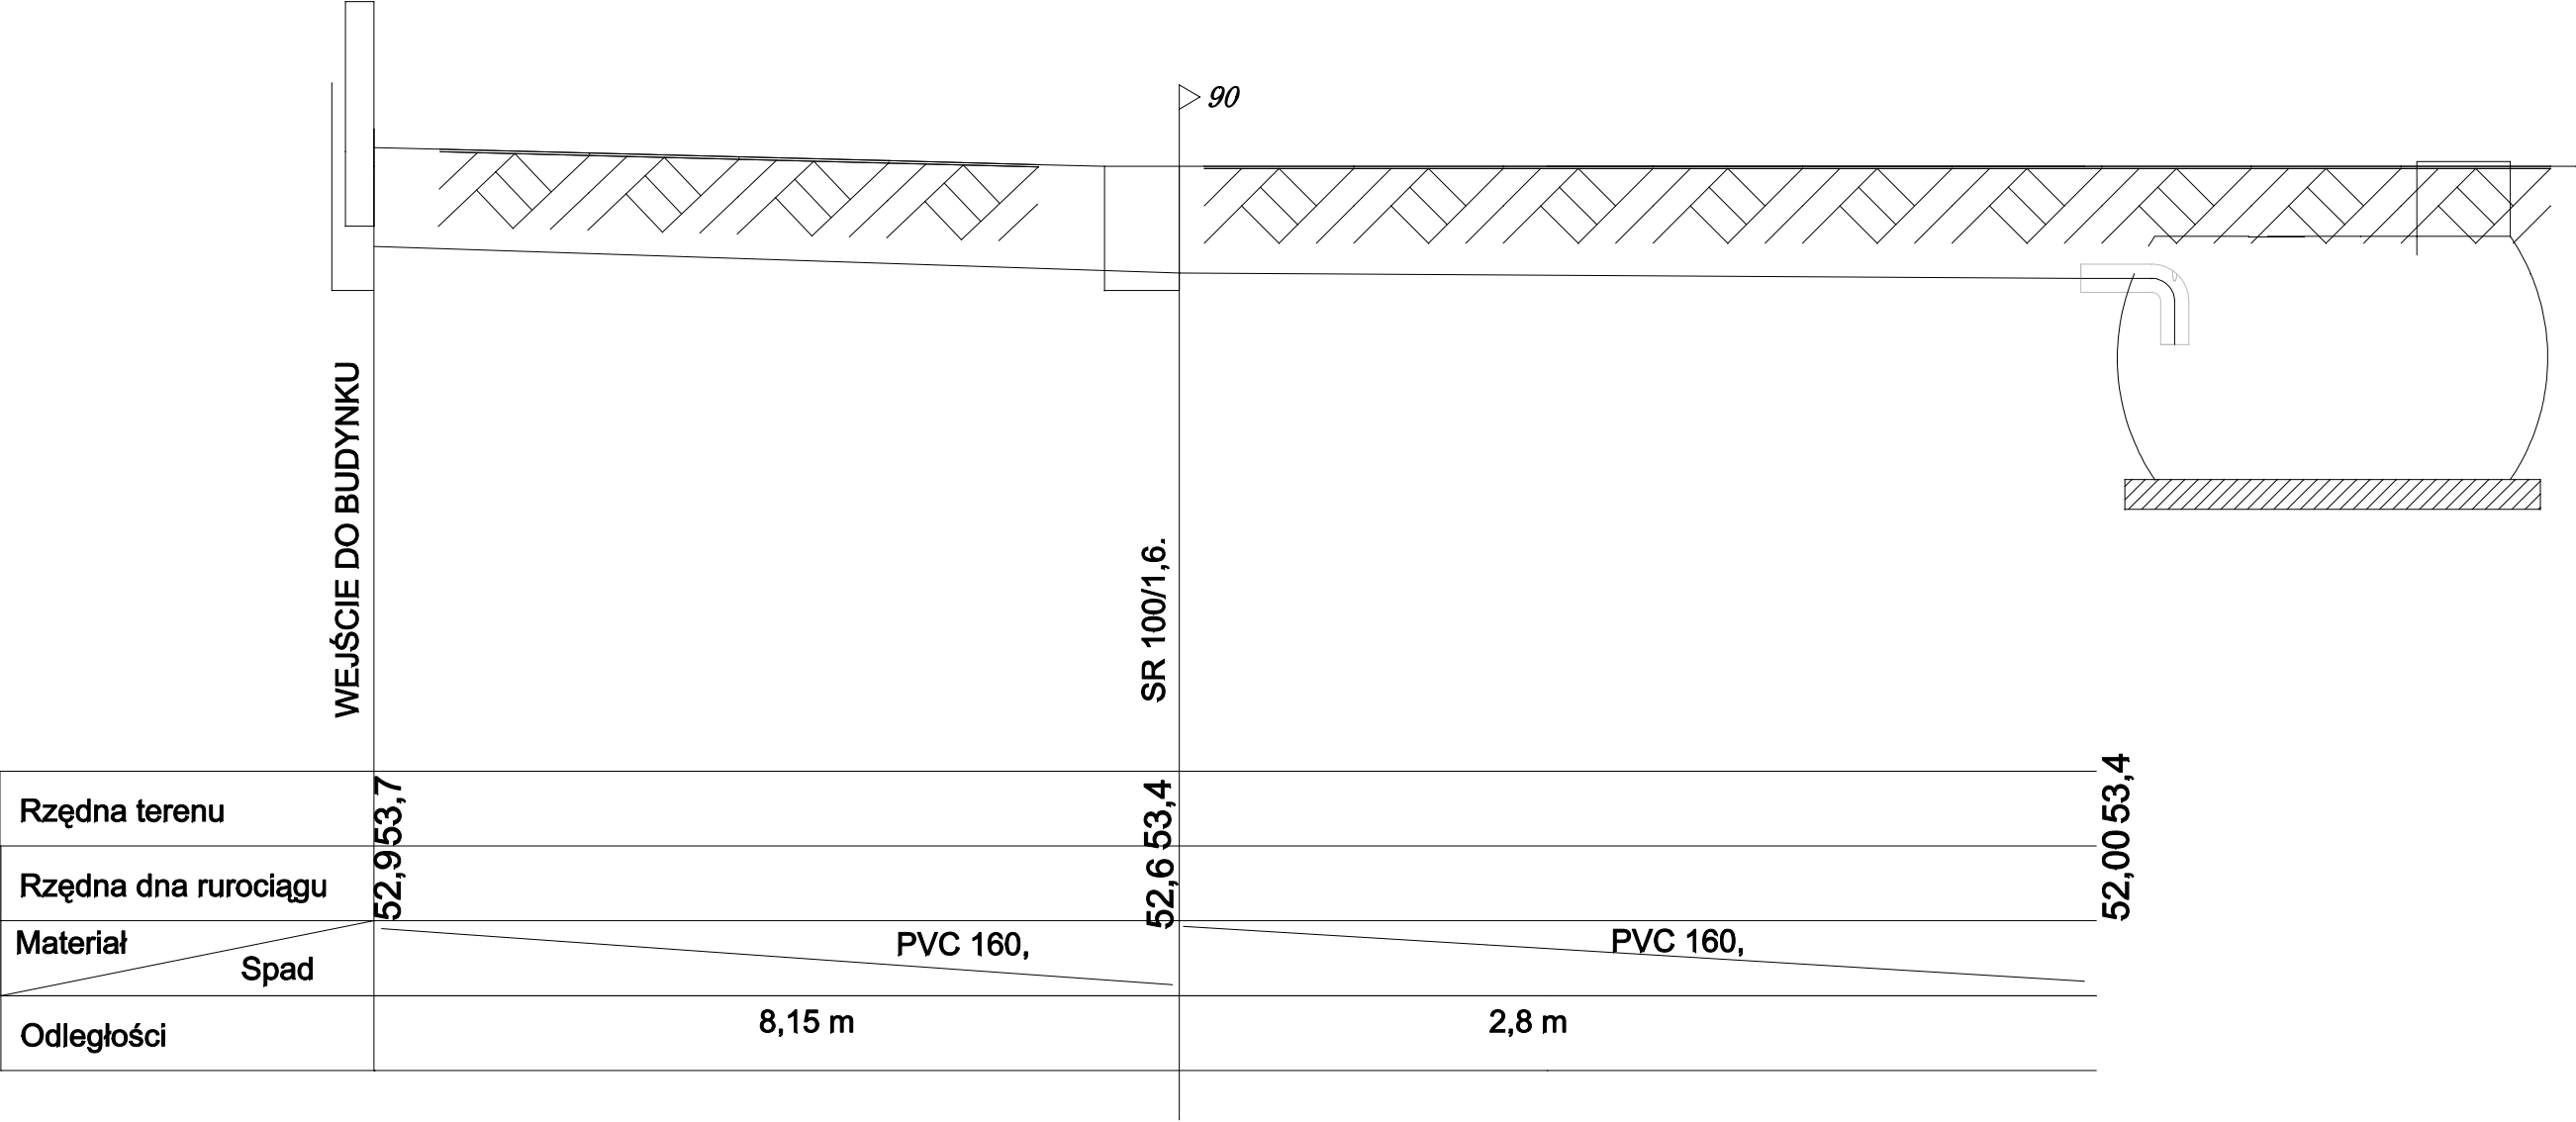 90
WEJŚCIE DO BUDYNKU
SR 100/1,6.
Rzędna terenu
53,7
53,4
53,4
Rzędna dna rurociągu
52,9
52,6
52,00
Materiał
Spad
PVC 160,
PVC 160,
Odległości
8,15 m
2,8 m